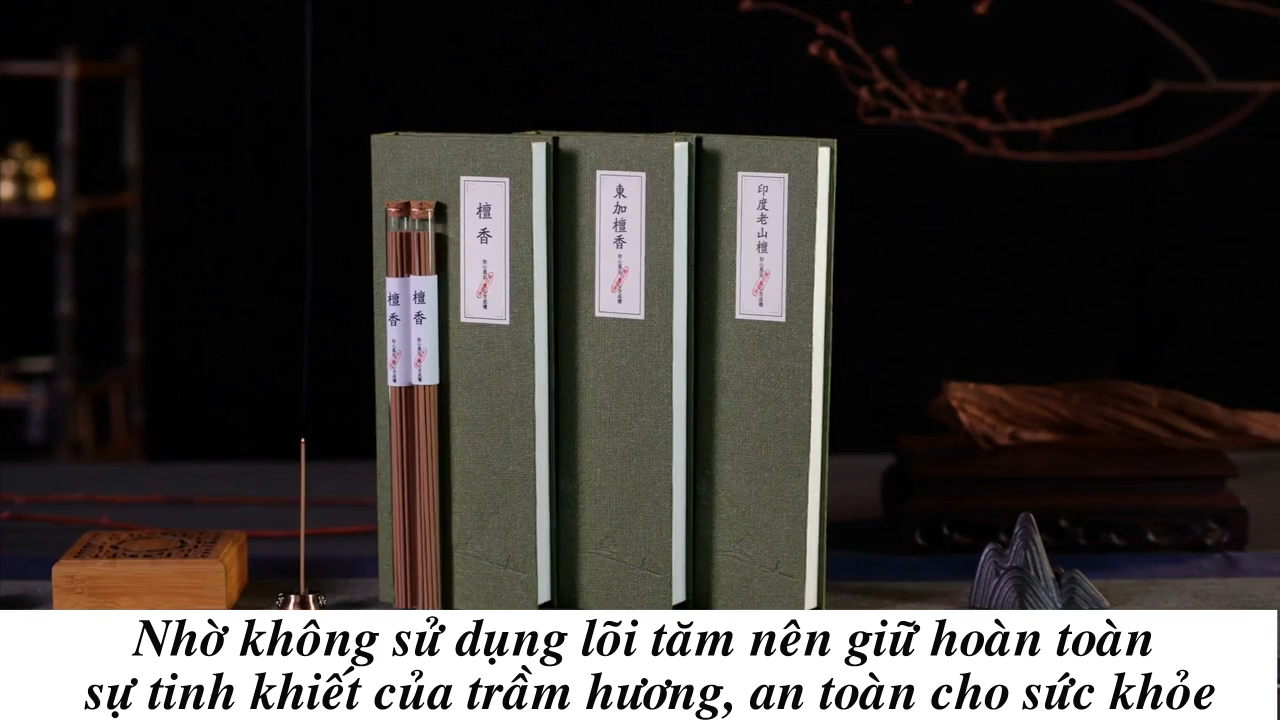 檀香
東加檀香
印度老山檀
檀香
檀香
Nhờ không sử dụng lõi tăm nên giữ hoàn toàn
sự tinh khiết của trầm hương, an toàn cho sức khỏe